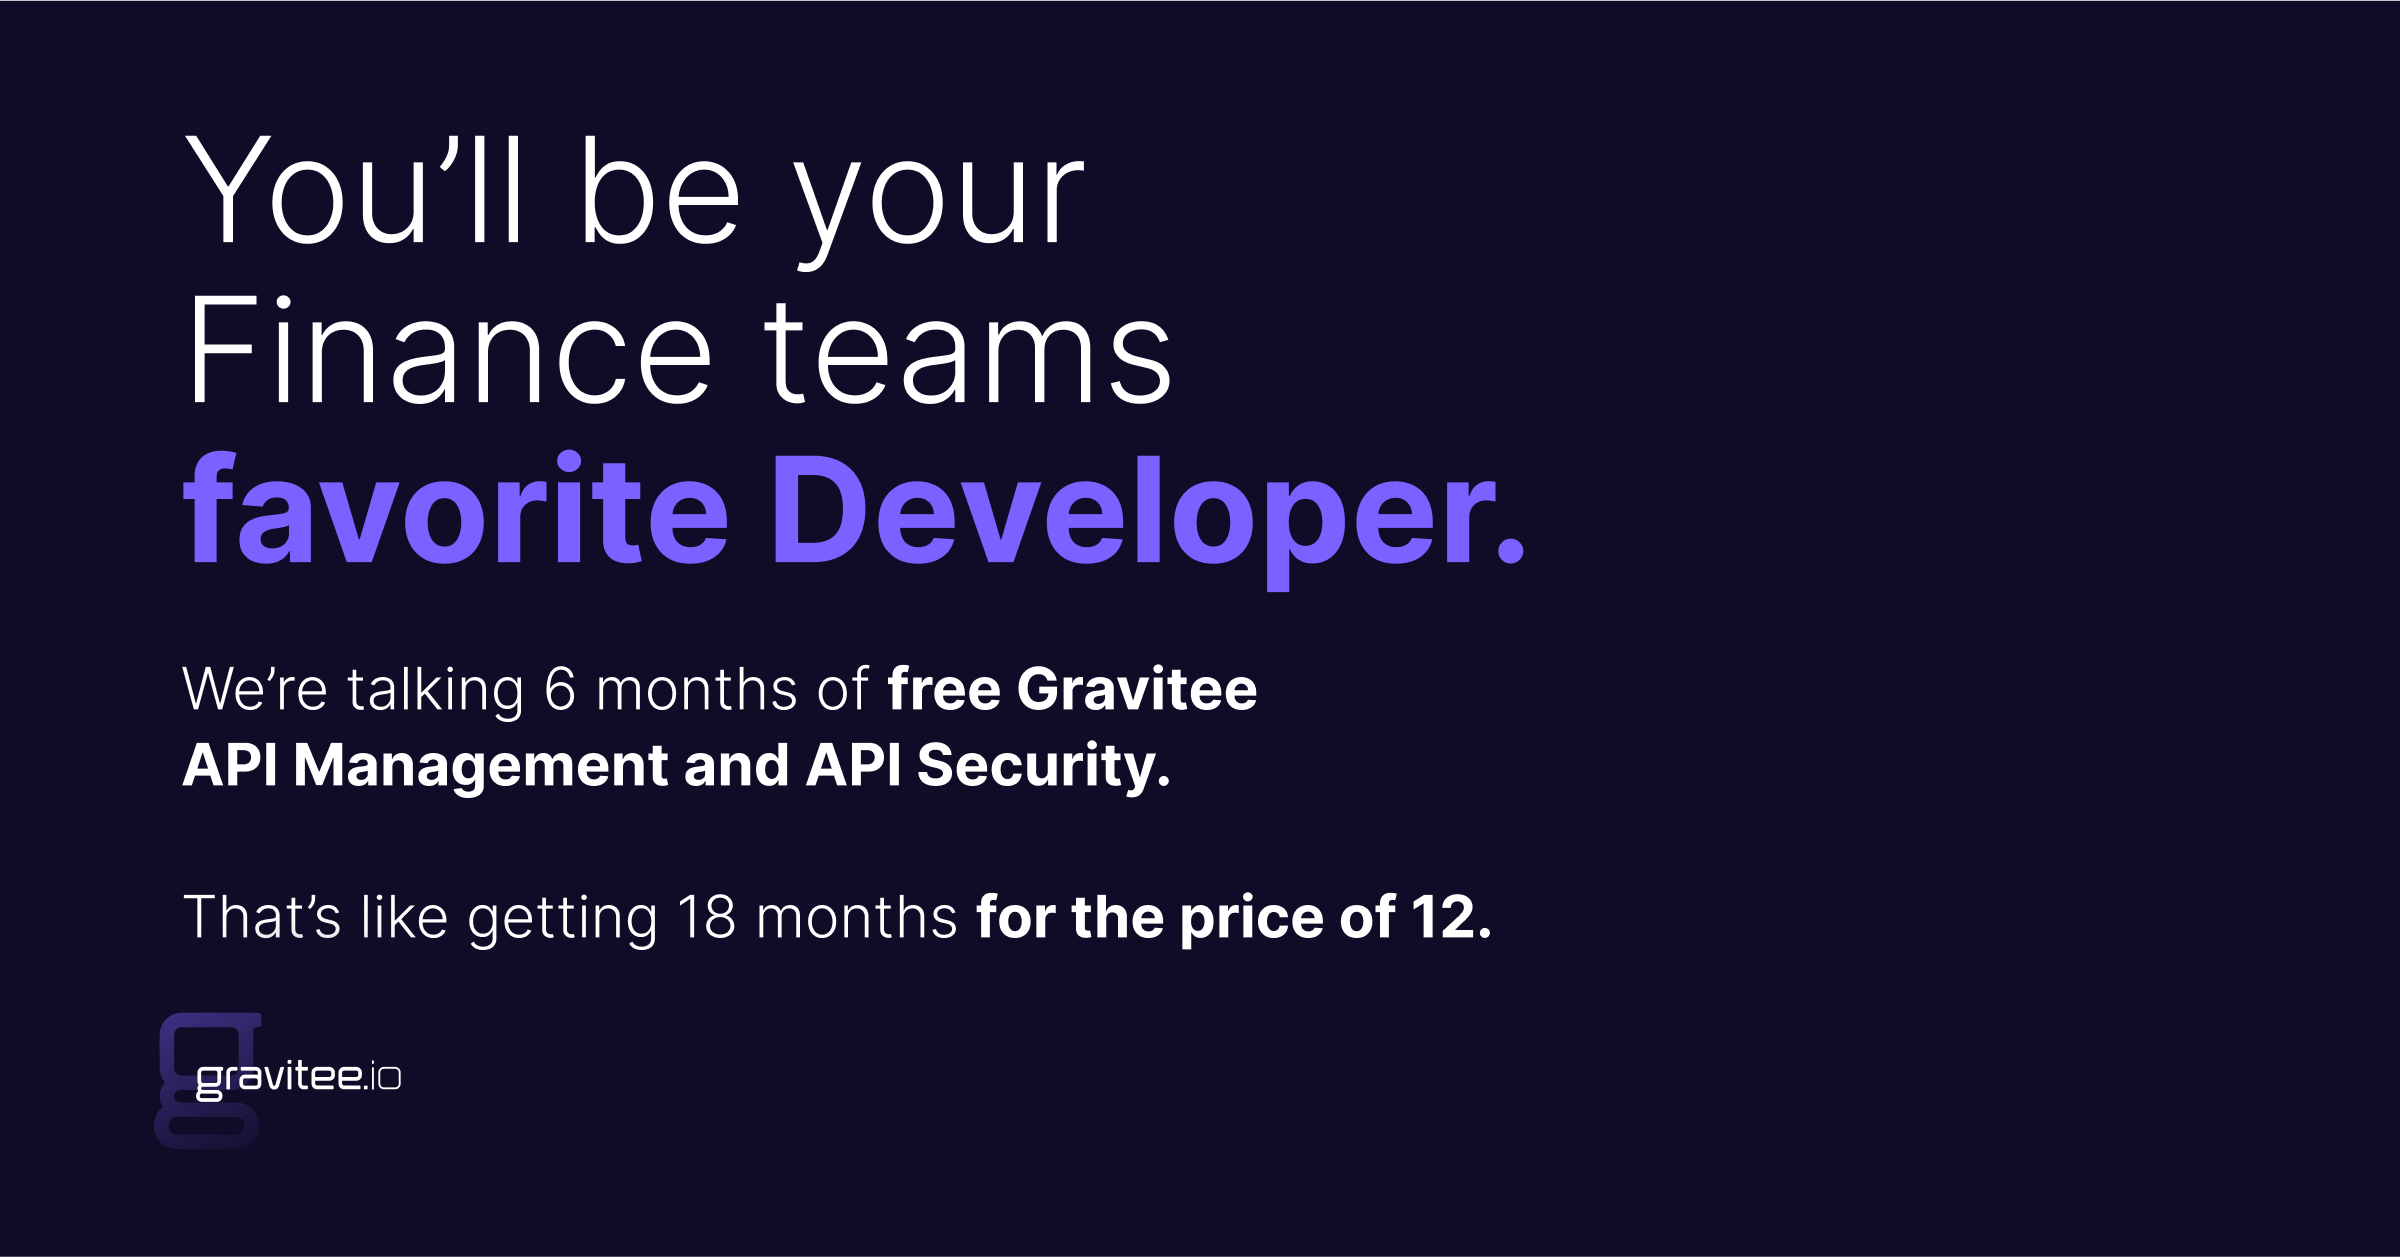 You’ll be your
Finance teams
favorite Developer.
We’re talking 6 months of free Gravitee
API Management and API Security.
That’s like getting 18 months for the price of 12.
gravitee.io